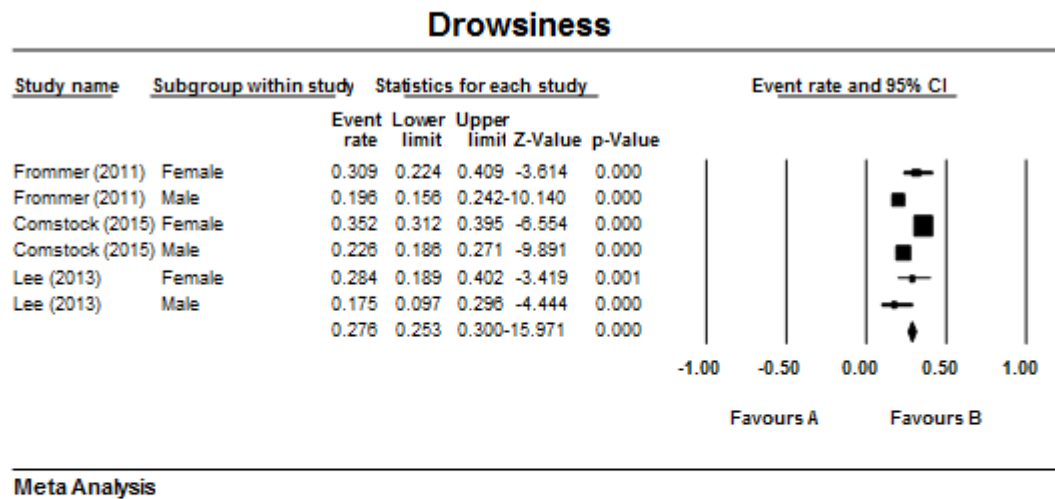 Drowsiness
Study name Subgroup within study Statistics for each study Event rate and 95% CI
Event Lower Upper
rate limit limit Z-Value p-Value
Frommer (2011) Female 0.309 0.224 0.409 -3.614 0.000
Frommer (2011) Male 0.196 0.156 0.242 -10.140 0.000
Comstock (2015) Female 0.352 0.312 0.395 -6.554 0.000
Comstock (2015) Male 0.226 0.186 0.271 -9.891 0.000
Lee (2013) Female 0.284 0.189 0.402 -3.419 0.001
Lee (2013) Male 0.175 0.097 0.296 -4.444 0.000
0.276 0.253 0.300 -15.971 0.000
-1.00 -0.50 0.00 0.50 1.00
Favours A Favours B
Meta Analysis